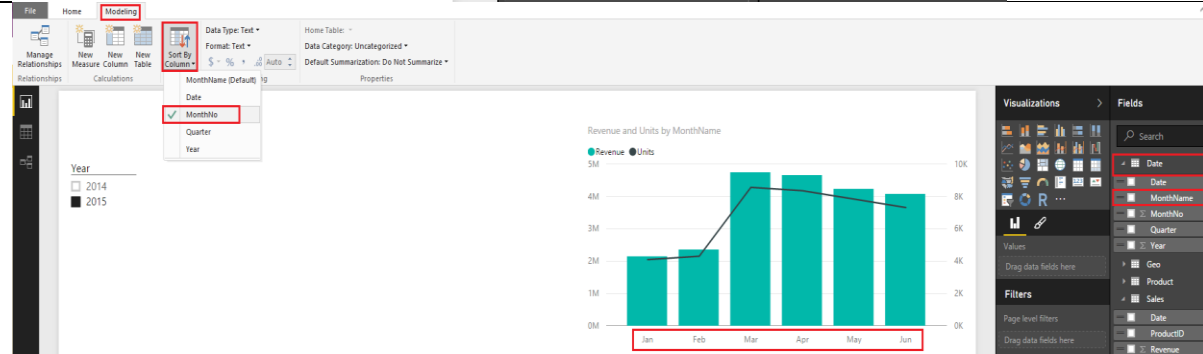 File Home Modeling
Manage Relationships
New Measure
New Column
New Table
Sort By Column
Data Type: Text
Format: Text
$ % , .00 Auto
Home Table:
Data Category: Uncategorized
Default Summarization: Do Not Summarize
Relationships Calculations ng Properties
MonthName (Default)
Date
MonthNo
Quarter
Year
Year
2014
2015
Revenue and Units by MonthName
Revenue Units
5M 10K
4M 8K
3M 6K
2M 4K
1M 2K
0M 0K
Jan Feb Mar Apr May Jun
Visualizations >
R ...
Values
Drag data fields here
Filters
Page level filters
Drag data fields here
Fields
Search
Date
Date
MonthName
Σ MonthNo
Quarter
Σ Year
Geo
Product
Sales
Date
ProductID
Σ Revenue